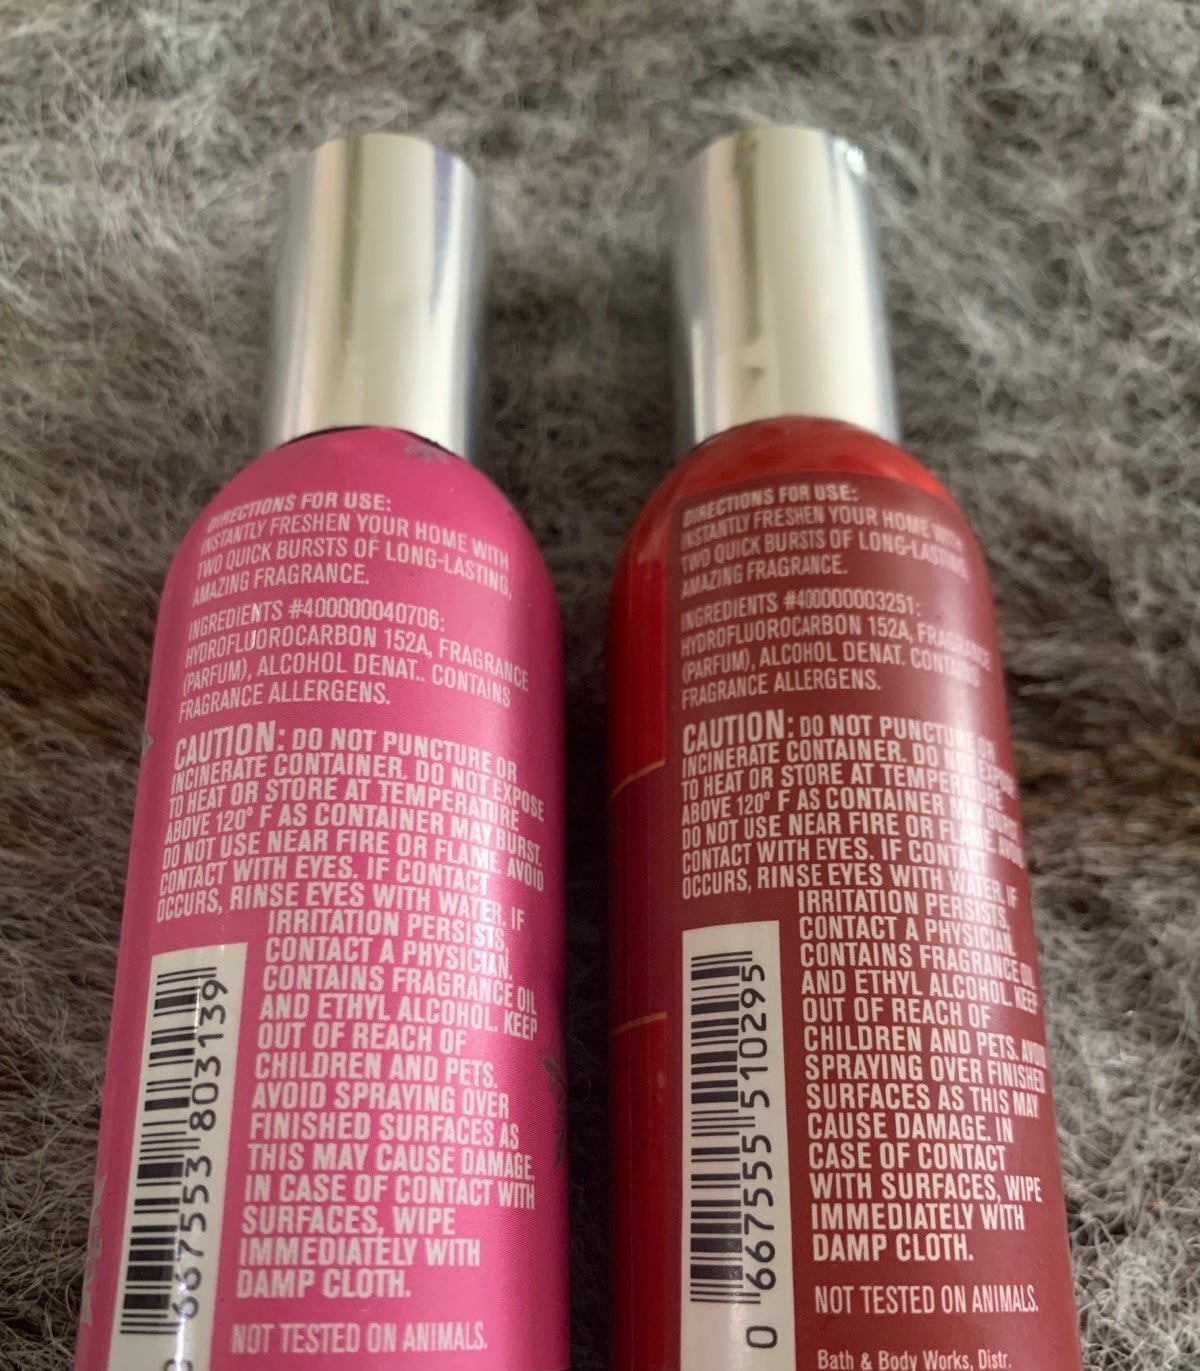 DIRECTIONS FOR USE:
INSTANTLY FRESHEN YOUR HOME WITH
TWO QUICK BURSTS OF LONG-LASTING,
AMAZING FRAGRANCE.
INGREDIENTS #400000040706:
HYDROFLUOROCARBON 152A, FRAGRANCE
(PARFUM), ALCOHOL DENAT.. CONTAINS
FRAGRANCE ALLERGENS.
CAUTION: DO NOT PUNCTURE OR
INCINERATE CONTAINER. DO NOT EXPOSE
TO HEAT OR STORE AT TEMPERATURE
ABOVE 120° F AS CONTAINER MAY BURST.
DO NOT USE NEAR FIRE OR FLAME AVOID
CONTACT WITH EYES. IF CONTACT
OCCURS, RINSE EYES WITH WATER. IF
IRRITATION PERSISTS,
CONTACT A PHYSICIAN.
CONTAINS FRAGRANCE OIL
AND ETHYL ALCOHOL. KEEP
OUT OF REACH OF
CHILDREN AND PETS.
AVOID SPRAYING OVER
FINISHED SURFACES AS
THIS MAY CAUSE DAMAGE.
IN CASE OF CONTACT WITH
SURFACES, WIPE
IMMEDIATELY WITH
DAMP CLOTH.
NOT TESTED ON ANIMALS.
0 667553 803139
DIRECTIONS FOR USE:
INSTANTLY FRESHEN YOUR HOME WITH
TWO QUICK BURSTS OF LONG-LASTING
AMAZING FRAGRANCE.
INGREDIENTS #400000003251:
HYDROFLUOROCARBON 152A, FRAGRANCE
(PARFUM), ALCOHOL DENAT. CONTAINS
FRAGRANCE ALLERGENS.
CAUTION: DO NOT PUNCTURE OR
INCINERATE CONTAINER. DO NOT EXPOSE
TO HEAT OR STORE AT TEMPERATURE
ABOVE 120° F AS CONTAINER MAY BURST.
DO NOT USE NEAR FIRE OR FLAME AVOID
CONTACT WITH EYES. IF CONTACT
OCCURS, RINSE EYES WITH WATER. IF
IRRITATION PERSISTS,
CONTACT A PHYSICIAN.
CONTAINS FRAGRANCE OIL
AND ETHYL ALCOHOL. KEEP
OUT OF REACH OF
CHILDREN AND PETS. AVOID
SPRAYING OVER FINISHED
SURFACES AS THIS MAY
CAUSE DAMAGE. IN
CASE OF CONTACT
WITH SURFACES, WIPE
IMMEDIATELY WITH
DAMP CLOTH.
NOT TESTED ON ANIMALS.
Bath & Body Works, Distr.
0 667555 510295